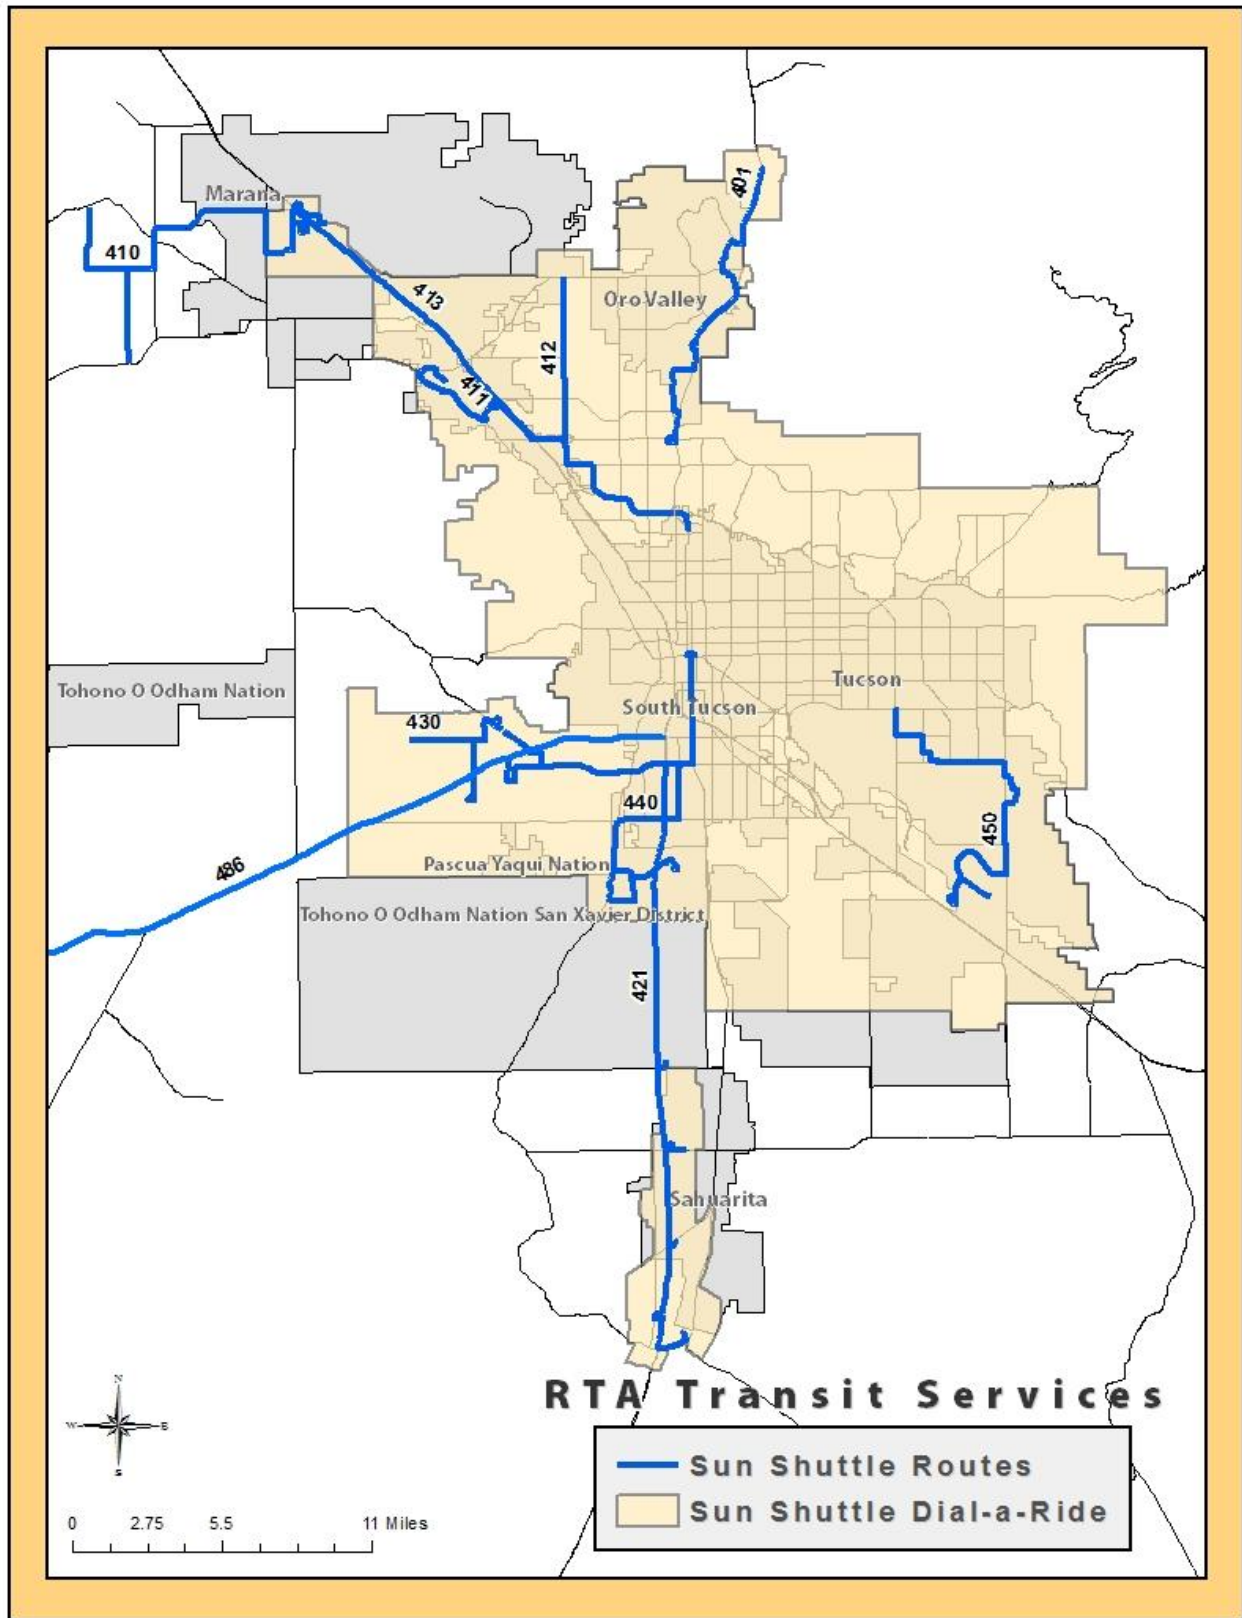 401
Marana
410
413
Oro Valley
412
411
Tohono O Odham Nation
Tucson
South Tucson
430
440
450
486
Pascua Yaqui Nation
Tohono O Odham Nation San Xavier District
421
Sahuarita
RTA Transit Services
N
W E
S
Sun Shuttle Routes
Sun Shuttle Dial-a-Ride
0 2.75 5.5 11 Miles